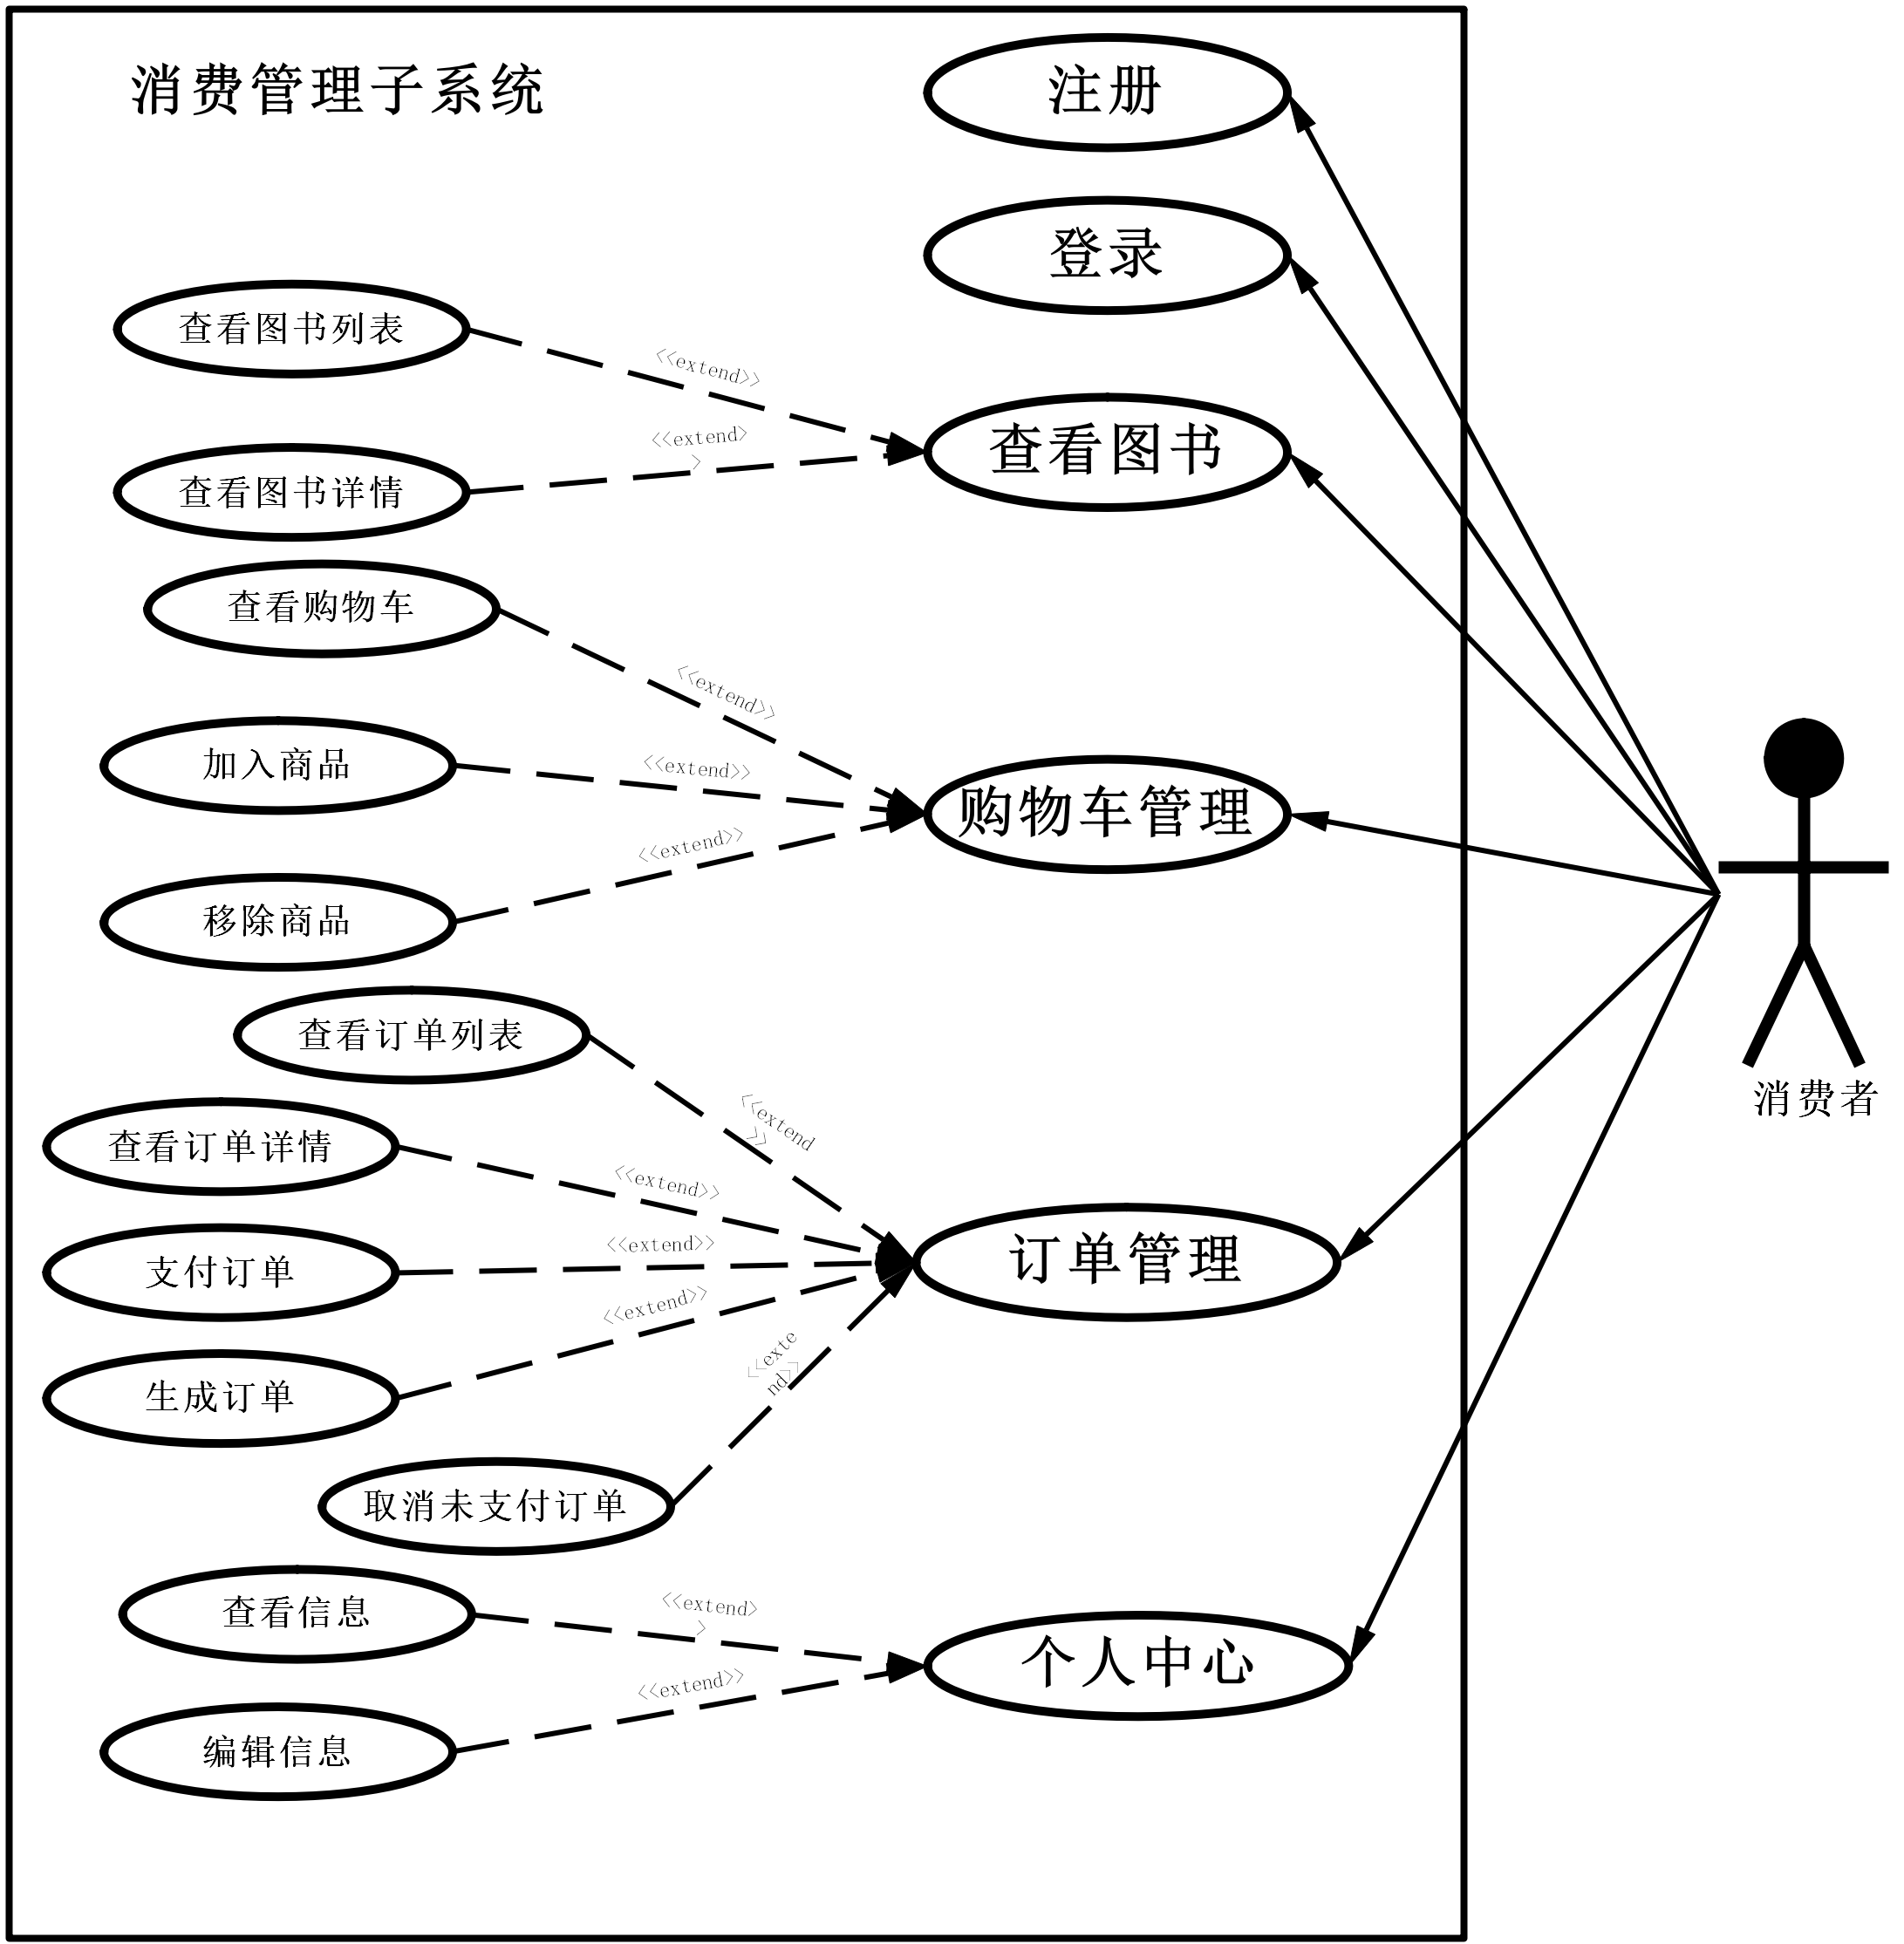 消费管理子系统
注册
登录
查看图书列表
<<extend>>
查看图书
<<extend>
>
查看图书详情
查看购物车
<<extend>>
加入商品
<<extend>>
购物车管理
<<extend>>
移除商品
查看订单列表
<<extend
>>
消费者
查看订单详情
<<extend>>
支付订单
<<extend>>
订单管理
<<extend>>
生成订单
<<exte
nd>>
取消未支付订单
查看信息
<<extend>
>
个人中心
<<extend>>
编辑信息